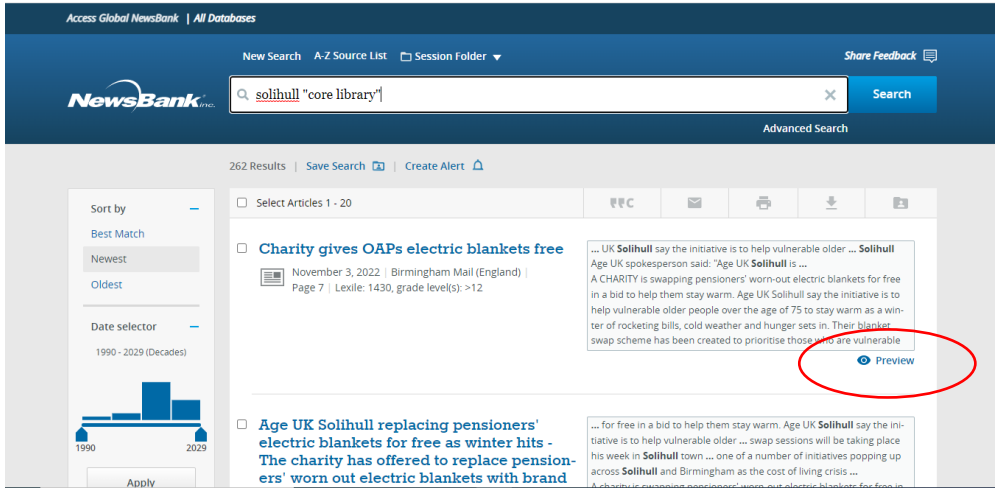 Access Global NewsBank | All Databases
New Search A-Z Source List Session Folder
Share Feedback
NewsBank inc.
solihull "core library"
Search
Advanced Search
262 Results | Save Search | Create Alert
Sort by
Best Match
Newest
Oldest
Date selector
1990 - 2029 (Decades)
1990 2029
Apply
Select Articles 1 - 20
Charity gives OAPs electric blankets free
November 3, 2022 | Birmingham Mail (England) |
Page 7 | Lexile: 1430, grade level(s): >12
... UK Solihull say the initiative is to help vulnerable older ... Solihull
Age UK spokesperson said: "Age UK Solihull is ...
A CHARITY is swapping pensioners' worn-out electric blankets for free
in a bid to help them stay warm. Age UK Solihull say the initiative is to
help vulnerable older people over the age of 75 to stay warm as a win-
ter of rocketing bills, cold weather and hunger sets in. Their blanket
swap scheme has been created to prioritise those who are vulnerable
Preview
Age UK Solihull replacing pensioners'
electric blankets for free as winter hits -
The charity has offered to replace pension-
ers' worn out electric blankets with brand
... for free in a bid to help them stay warm. Age UK Solihull say the ini-
tiative is to help vulnerable older ... swap sessions will be taking place
his week in Solihull town ... one of a number of initiatives popping up
across Solihull and Birmingham as the cost of living crisis ...
A charity is swapping pensioners' worn-out electric blankets for free in